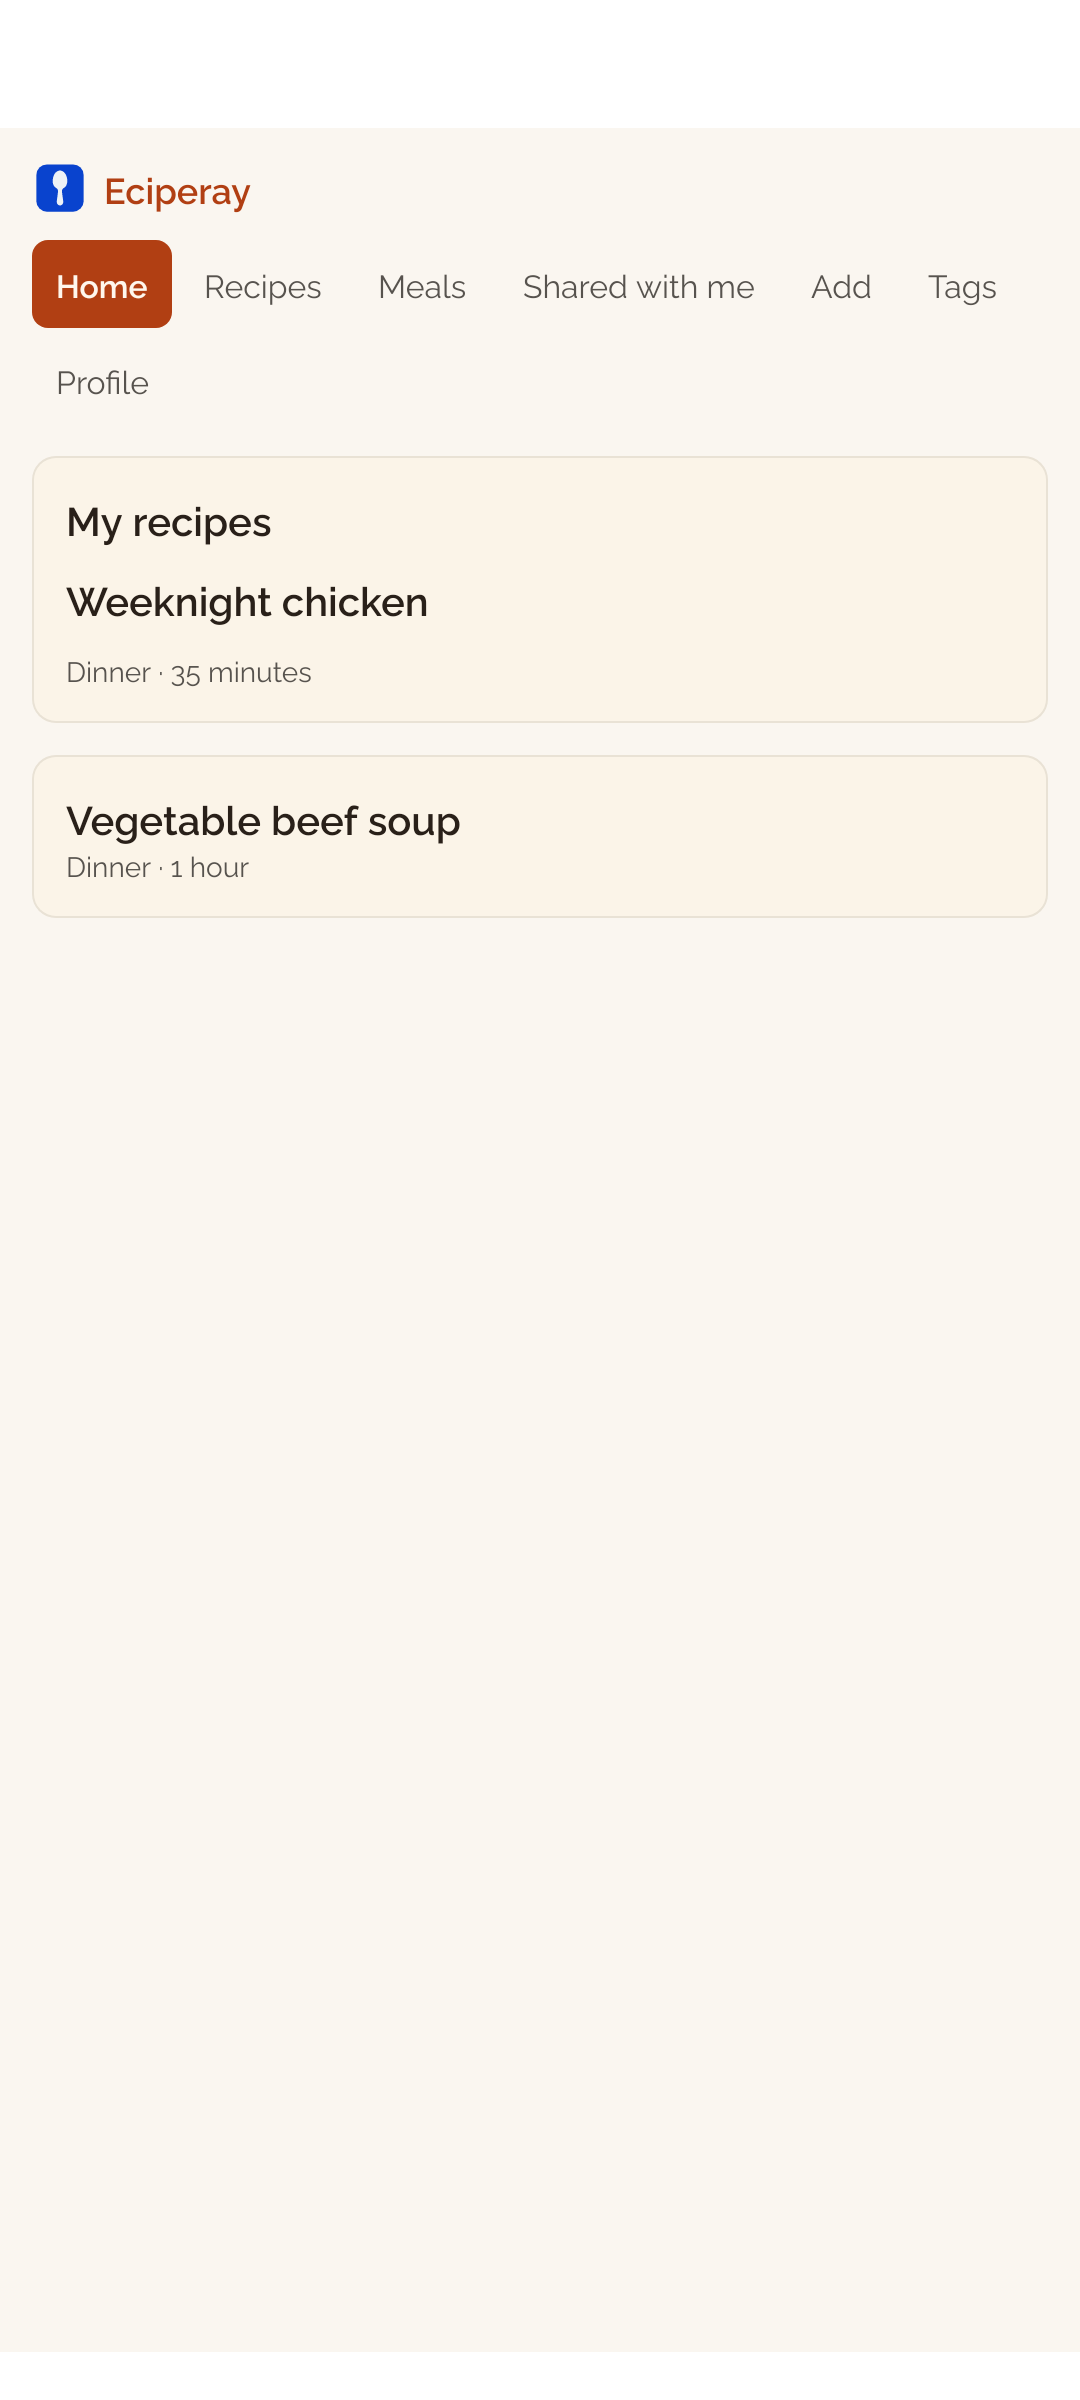 Eciperay
Home Recipes Meals Shared with me Add Tags
Profile
My recipes
Weeknight chicken
Dinner · 35 minutes
Vegetable beef soup
Dinner · 1 hour